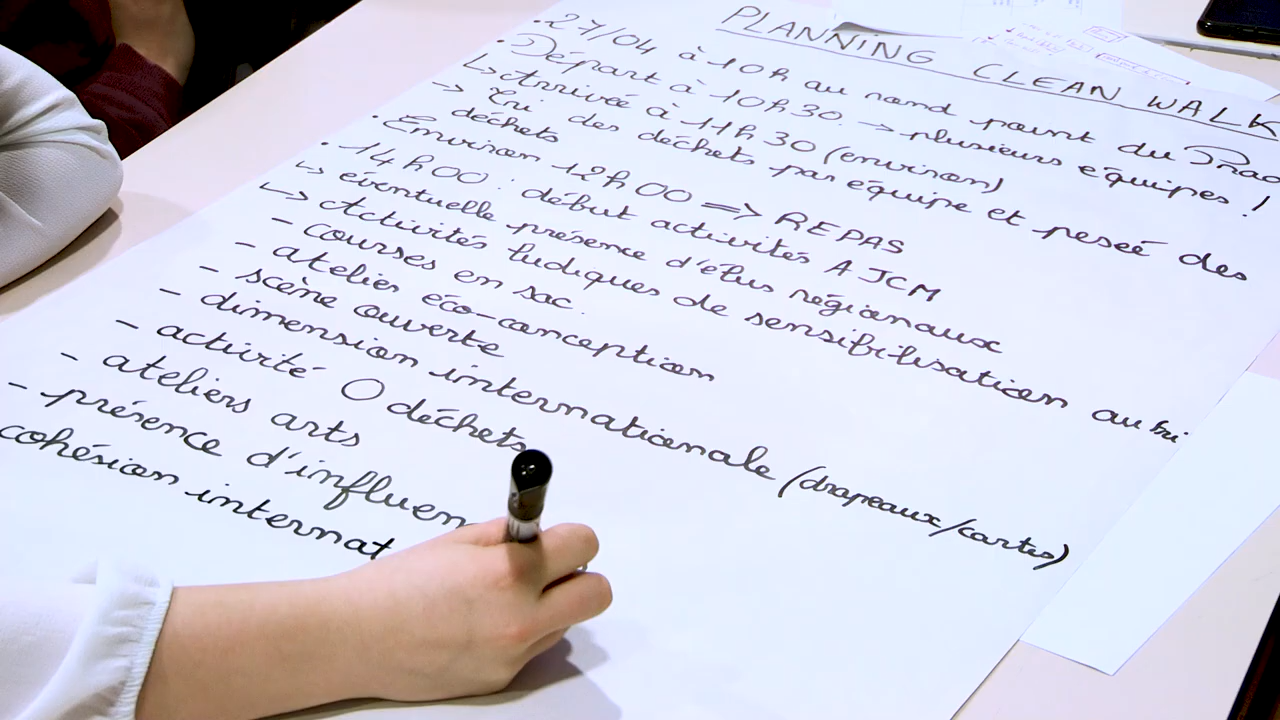 PLANNING CLEAN WALK
. 27/04 à 10h au rond point du Prado
. Départ à 10h30. → plusieurs équipes !
↳ Arrivée à 11h30 (environ)
→ Tri des déchets par équipe et peseé des
déchets
. Environ 12h00 => REPAS
. 14h00 : début activités AJCM
↳ éventuelle présence d'élus régionaux
↳ Activités ludiques de sensibilisation au tri
- courses en sac.
- atelier éco-conception
- scène ouverte
- dimension internationale (drapeaux/cartes)
- activité 0 déchets
- ateliers arts
- présence d'influen
cohésion internat